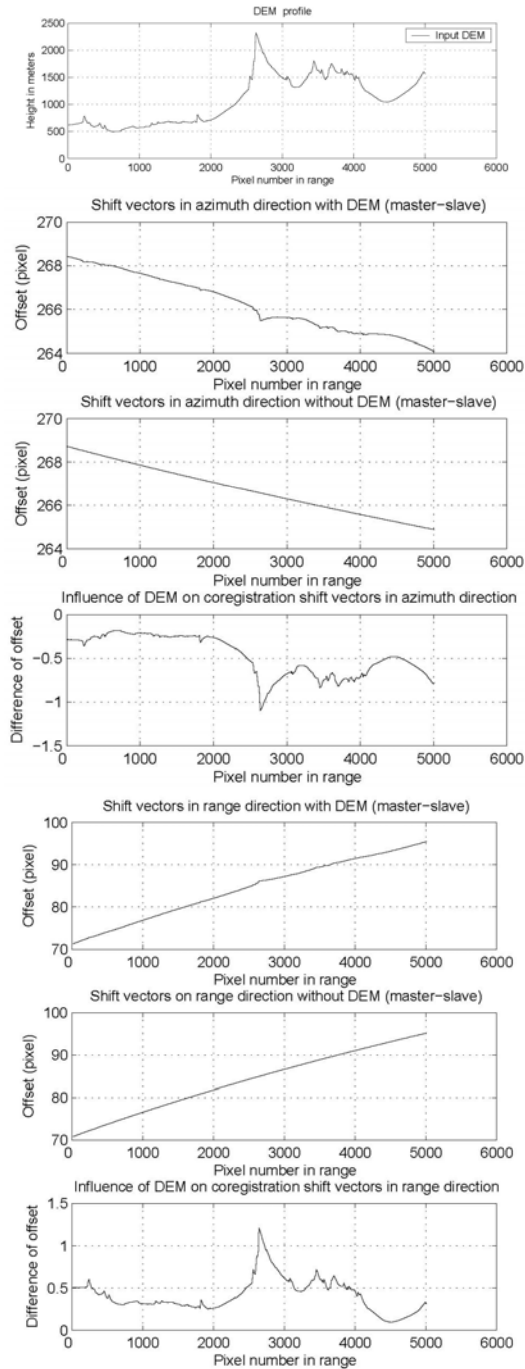 DEM profile
2500
2000
1500
1000
500
0
Height in meters
Input DEM
0 1000 2000 3000 4000 5000 6000
Pixel number in range
Shift vectors in azimuth direction with DEM (master-slave)
270
268
266
264
Offset (pixel)
0 1000 2000 3000 4000 5000 6000
Pixel number in range
Shift vectors in azimuth direction without DEM (master-slave)
270
268
266
264
Offset (pixel)
0 1000 2000 3000 4000 5000 6000
Pixel number in range
Influence of DEM on coregistration shift vectors in azimuth direction
0
-0.5
-1
-1.5
Difference of offset
0 1000 2000 3000 4000 5000 6000
Pixel number in range
Shift vectors in range direction with DEM (master-slave)
100
90
80
70
Offset (pixel)
0 1000 2000 3000 4000 5000 6000
Pixel number in range
Shift vectors on range direction without DEM (master-slave)
100
90
80
70
Offset (pixel)
0 1000 2000 3000 4000 5000 6000
Pixel number in range
Influence of DEM on coregistration shift vectors in range direction
1.5
1
0.5
0
Difference of offset
0 1000 2000 3000 4000 5000 6000
Pixel number in range